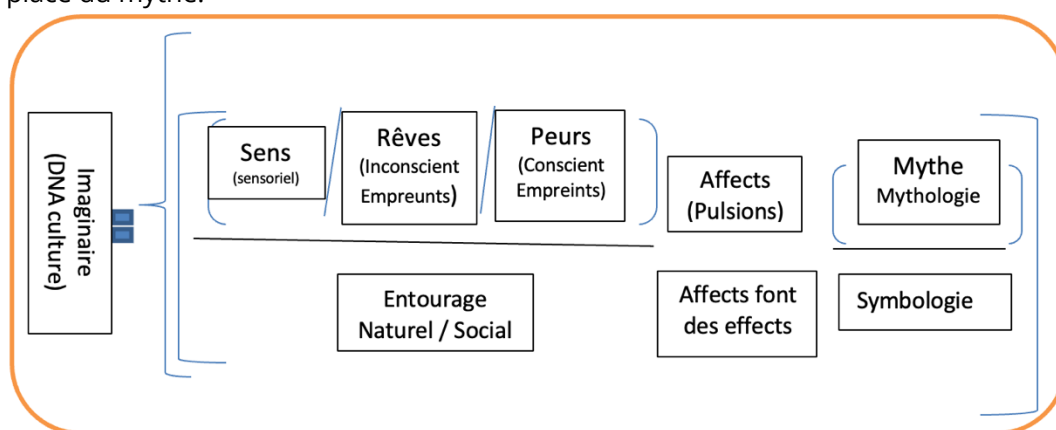 place du mythe.
Imaginaire
(DNA culture)
Sens
(sensoriel)
Rêves
(Inconscient
Empreunts)
Peurs
(Conscient
Empreints)
Affects
(Pulsions)
Mythe
Mythologie
Entourage
Naturel / Social
Affects font
des effects
Symbologie